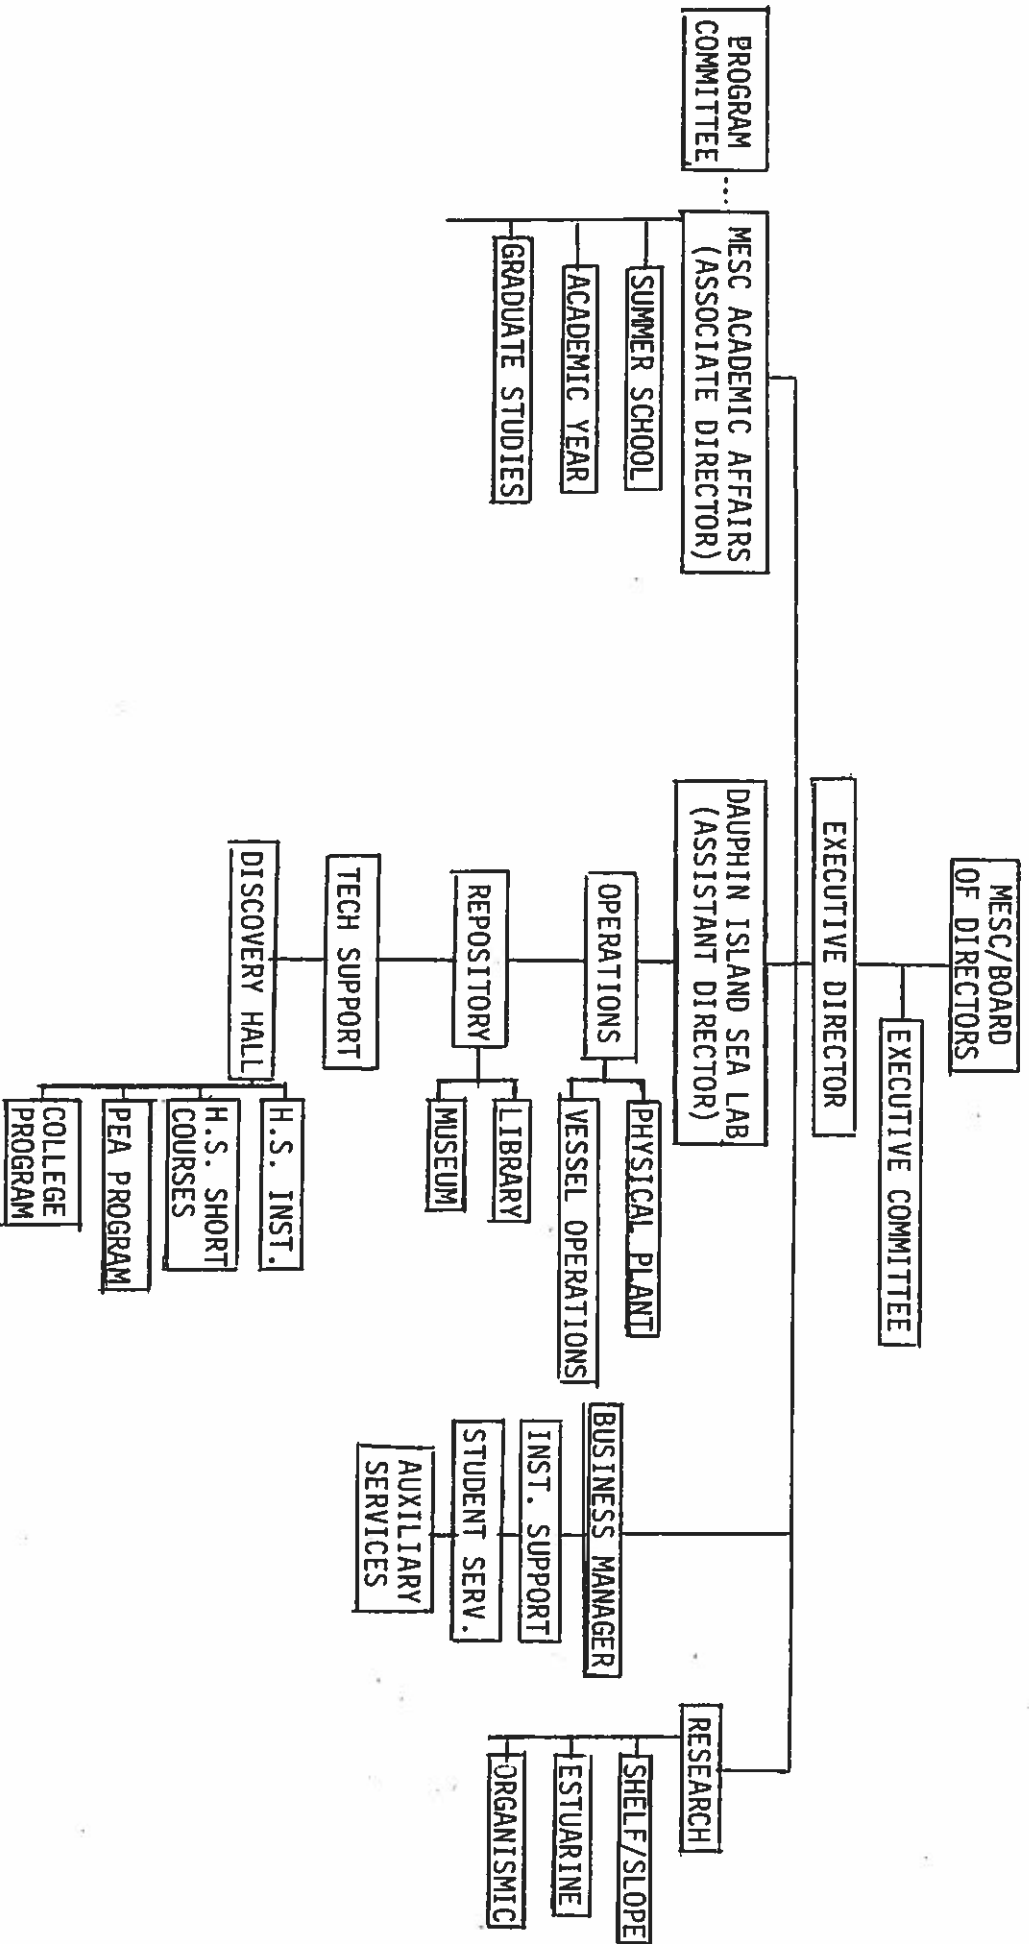 MESC/BOARD
OF DIRECTORS
EXECUTIVE COMMITTEE
EXECUTIVE DIRECTOR
PROGRAM
COMMITTEE
MESC ACADEMIC AFFAIRS
(ASSOCIATE DIRECTOR)
SUMMER SCHOOL
ACADEMIC YEAR
GRADUATE STUDIES
DAUPHIN ISLAND SEA LAB
(ASSISTANT DIRECTOR)
OPERATIONS
PHYSICAL PLANT
VESSEL OPERATIONS
REPOSITORY
LIBRARY
MUSEUM
TECH SUPPORT
DISCOVERY HALL
H.S. INST.
H.S. SHORT
COURSES
PEA PROGRAM
COLLEGE
PROGRAM
BUSINESS MANAGER
INST. SUPPORT
STUDENT SERV.
AUXILIARY
SERVICES
RESEARCH
SHELF/SLOPE
ESTUARINE
ORGANISMIC